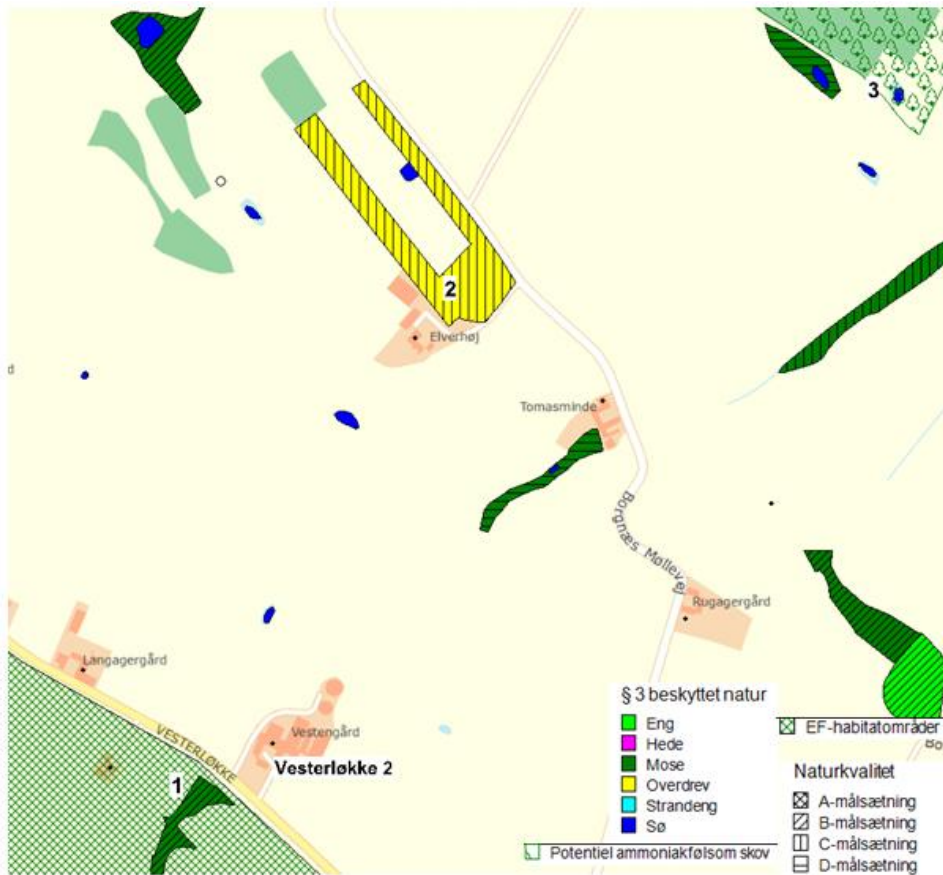 3
2
Elverhøj
d
Tomasminde
Borgnæs Møllevej
Rugagergård
Langagergård
VESTERLØKKE
Vestengård
Vesterløkke 2
1
§ 3 beskyttet natur
Eng
Hede
Mose
Overdrev
Strandeng
Sø
Potentiel ammoniakfølsom skov
EF-habitatområder
Bo
Naturkvalitet
A-målsætning
B-målsætning
C-målsætning
D-målsætning